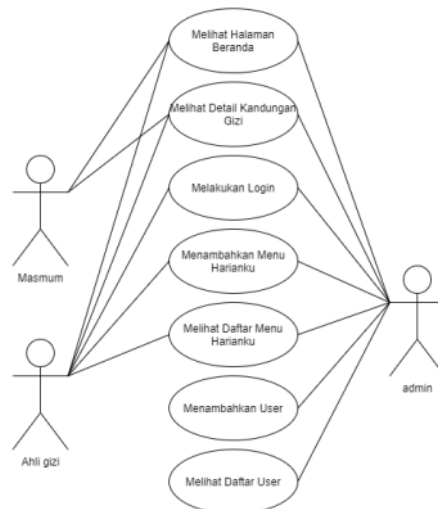 Melihat Halaman
Beranda
Melihat Detail Kandungan
Gizi
Melakukan Login
Masmum
Menambahkan Menu
Harianku
Melihat Daftar Menu
Harianku
admin
Menambahkan User
Ahli gizi
Melihat Daftar User